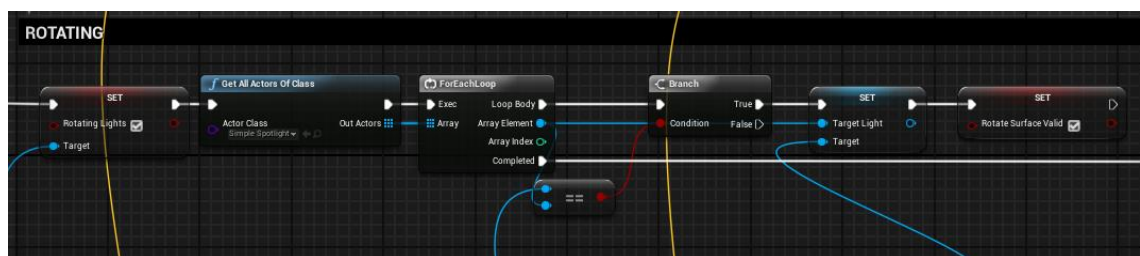 ROTATING
SET
Rotating Lights
Target
f Get All Actors Of Class
Actor Class
Simple Spotlight
Out Actors
ForEachLoop
Exec
Loop Body
Array
Array Element
Array Index
Completed
==
Branch
True
Condition
False
SET
Target Light
Target
SET
Rotate Surface Valid